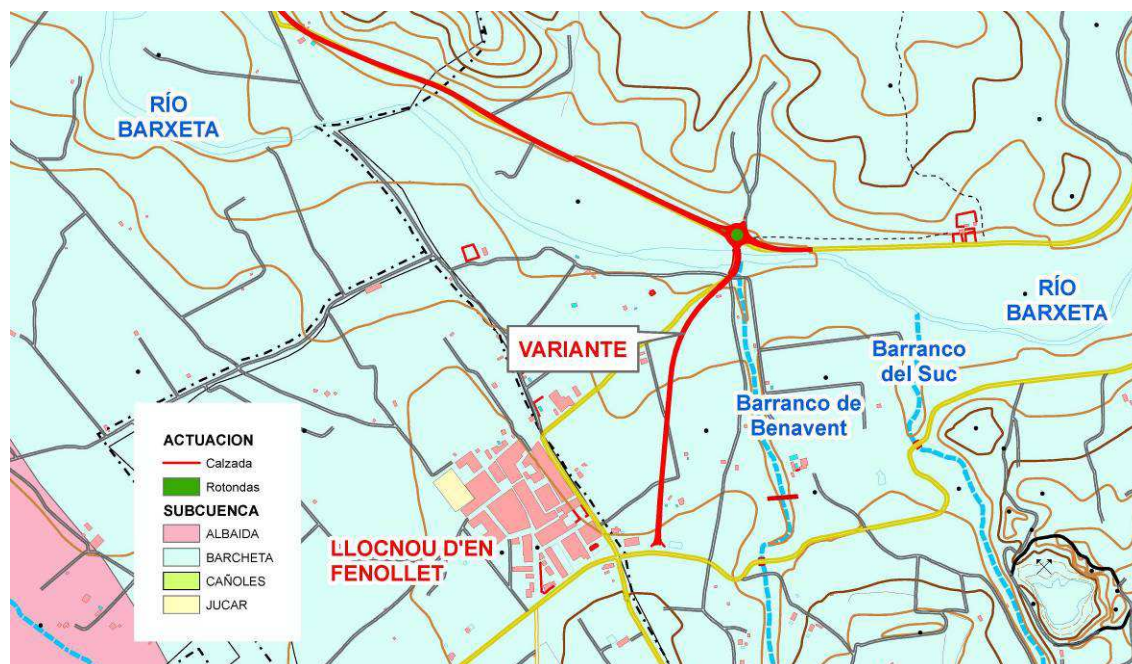 RÍO
BARXETA
VARIANTE
RÍO
BARXETA
Barranco
del Suc
Barranco de
Benavent
LLOCNOU D'EN
FENOLLET
ACTUACION
Calzada
Rotondas
SUBCUENCA
ALBAIDA
BARCHETA
CAÑOLES
JUCAR